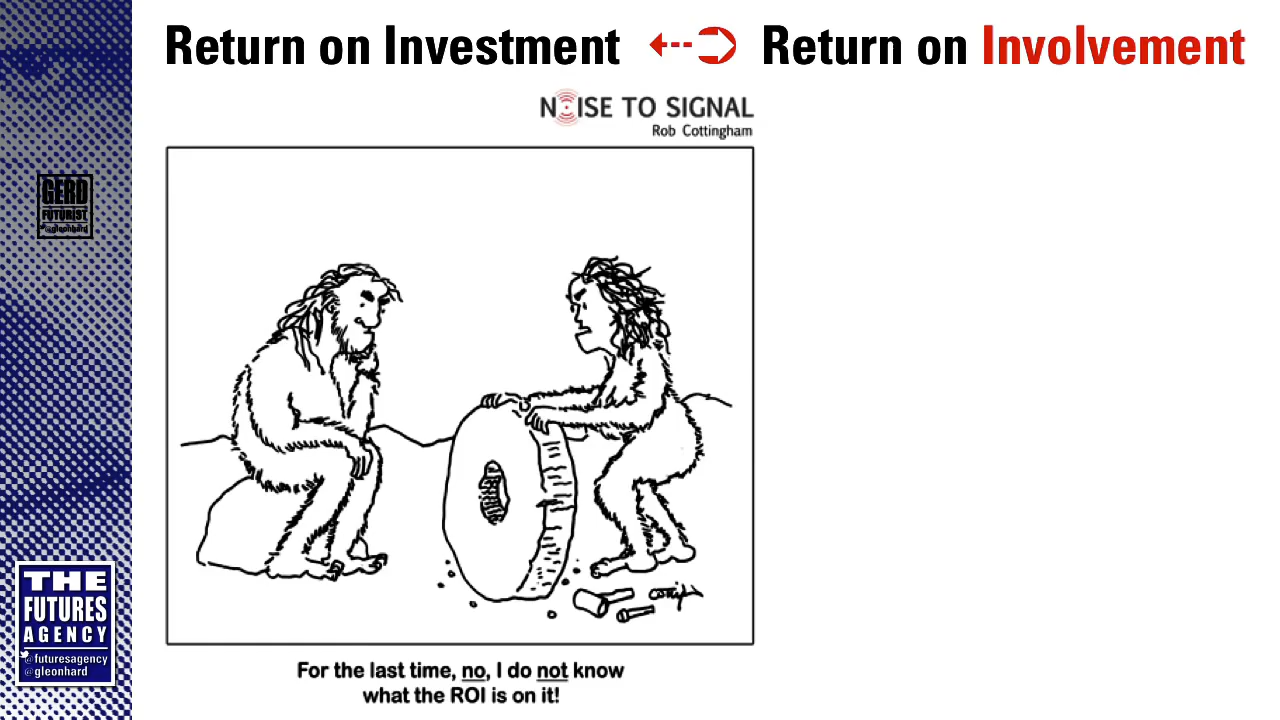 Return on Investment Return on Involvement
NOISE TO SIGNAL
Rob Cottingham
GERD
FUTURIST
@gleonhard
THE
FUTURES
AGENCY
@futuresagency
@gleonhard
For the last time, no, I do not know
what the ROI is on it!